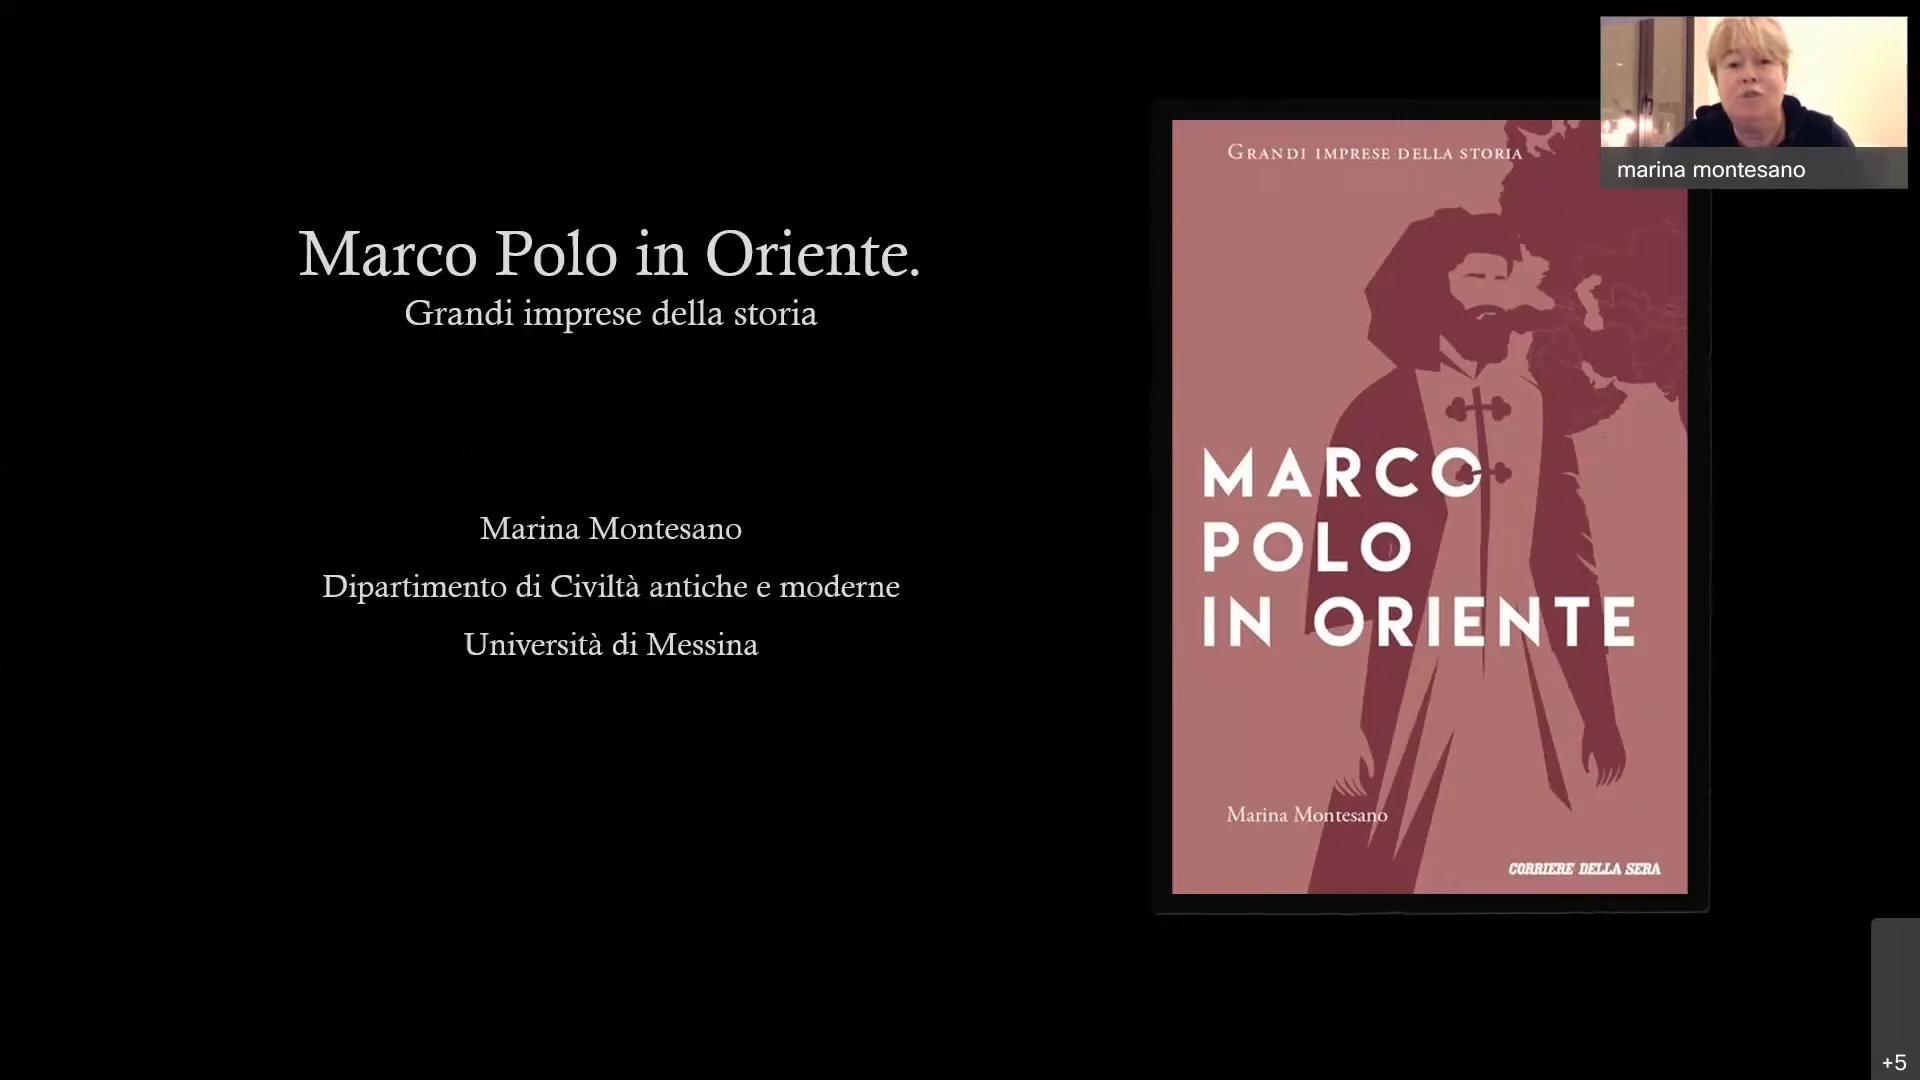 Marco Polo in Oriente.
Grandi imprese della storia
Marina Montesano
Dipartimento di Civiltà antiche e moderne
Università di Messina
GRANDI IMPRESE DELLA STORIA
MARCO
POLO
IN ORIENTE
Marina Montesano
CORRIERE DELLA SERA
marina montesano
+5